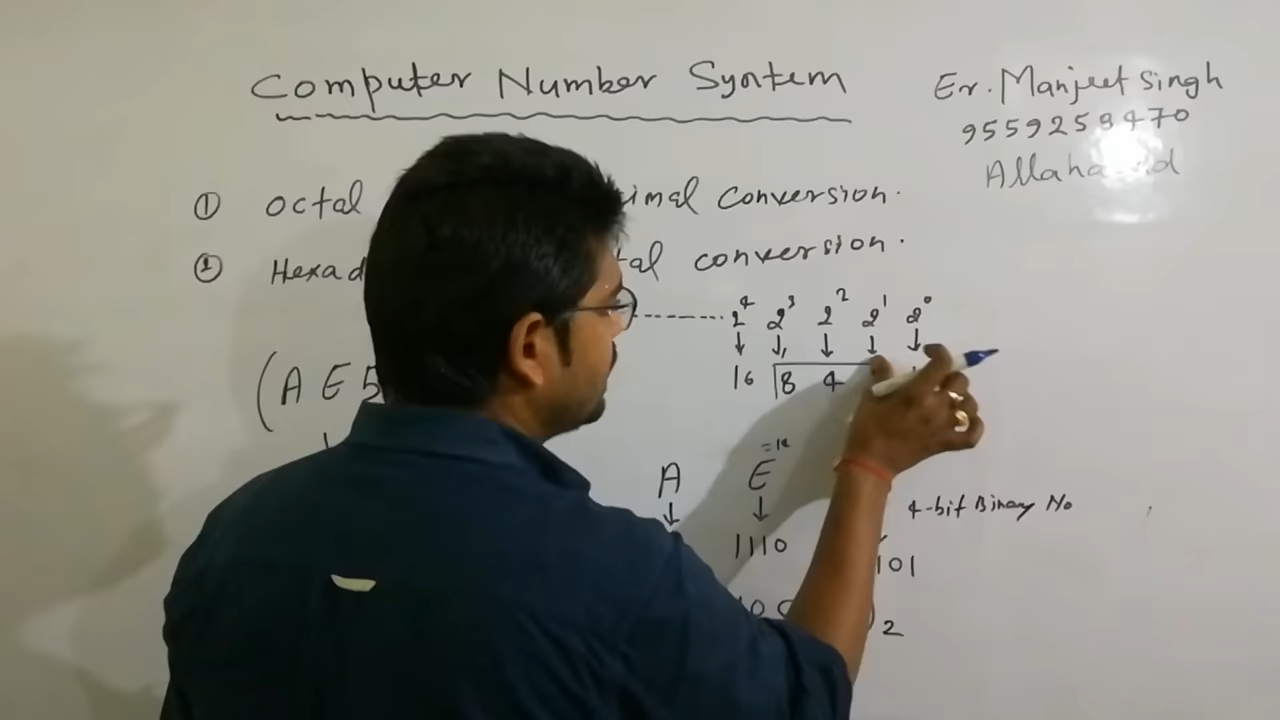 Computer Number System
Er. Manjeet Singh
9559258470
① Octal imal Conversion.
② Hexad tal conversion.
2⁴ 2³ 2² 2¹ 2⁰
↓ ↓ ↓ ↓ ↓
16 8 4
(A E 5
A E
↓ ↓
4-bit Binary No
1110 101
)2